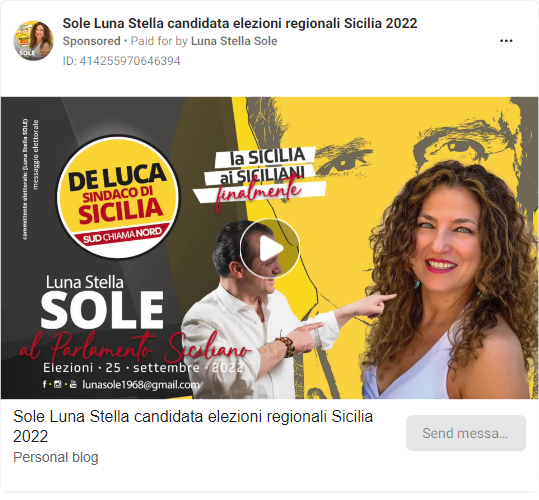 Sole Luna Stella candidata elezioni regionali Sicilia 2022
Sponsored • Paid for by Luna Stella Sole
ID: 414255970646394
SOLE
committente elettorale: (Luna Stella SOLE)
messaggio elettorale
DE LUCA
SINDACO DI
SICILIA
SUD CHIAMA NORD
la SICILIA
ai SICILIANI
finalmente
Luna Stella
SOLE
al Parlamento Siciliano
Elezioni • 25 • settembre • 2022
lunasole1968@gmail.com
Sole Luna Stella candidata elezioni regionali Sicilia
2022
Personal blog
Send messa...